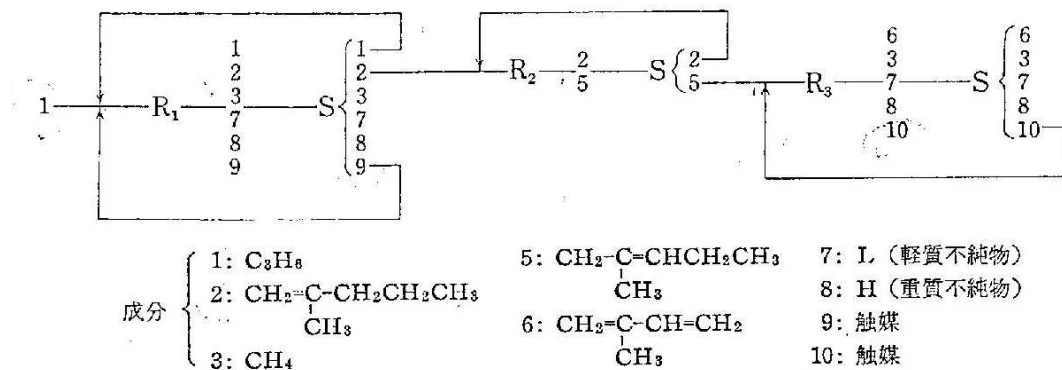 1 R₁ 1 2 3 7 8 9 S 1 2 3 7 8 9 R₂ 2 5 S 2 5 R₃ 6 3 7 8 10 S 6 3 7 8 10
成分
1: C₃H₆
2: CH₂=C-CH₂CH₂CH₃
CH₃
3: CH₄
5: CH₂-C=CHCH₂CH₃
CH₃
6: CH₂=C-CH=CH₂
CH₃
7: L (軽質不純物)
8: H (重質不純物)
9: 触媒
10: 触媒